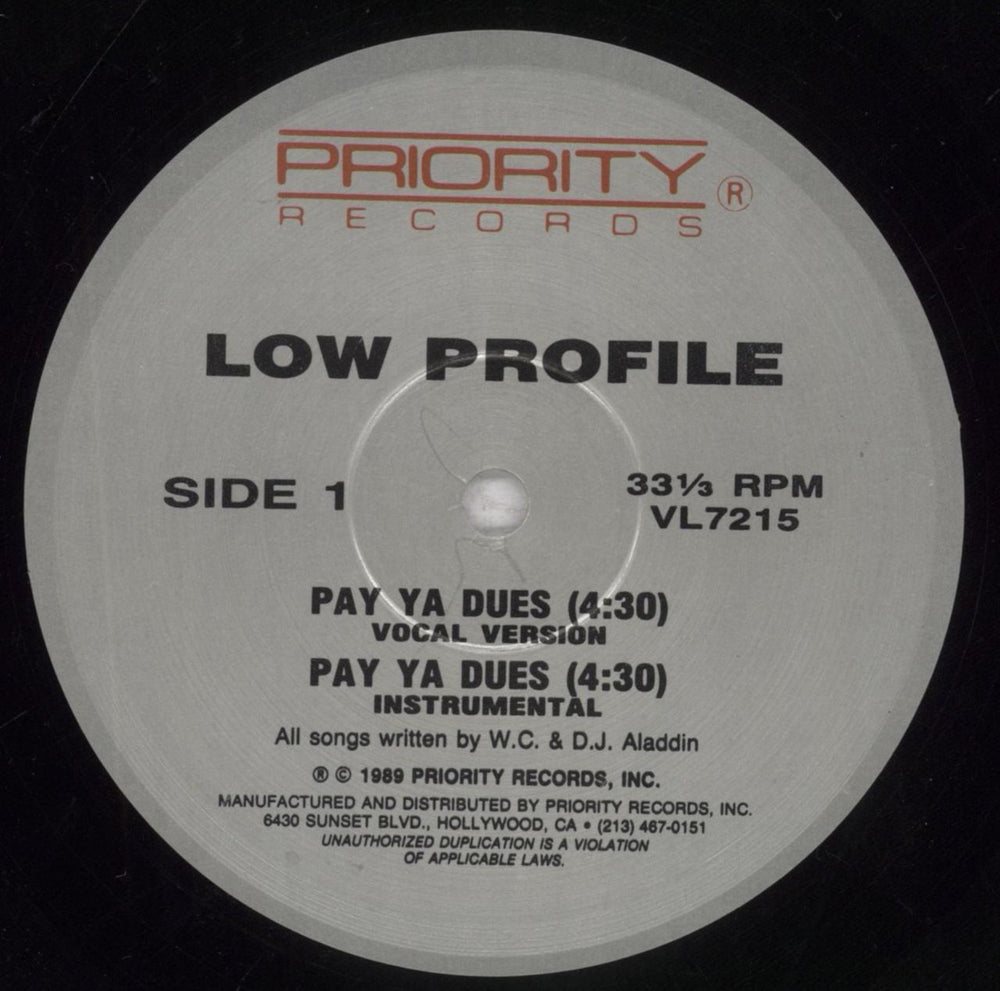 PRIORITY ®
RECORDS
LOW PROFILE
SIDE 1
33⅓ RPM
VL7215
PAY YA DUES (4:30)
VOCAL VERSION
PAY YA DUES (4:30)
INSTRUMENTAL
All songs written by W.C. & D.J. Aladdin
® © 1989 PRIORITY RECORDS, INC.
MANUFACTURED AND DISTRIBUTED BY PRIORITY RECORDS, INC.
6430 SUNSET BLVD., HOLLYWOOD, CA • (213) 467-0151
UNAUTHORIZED DUPLICATION IS A VIOLATION
OF APPLICABLE LAWS.